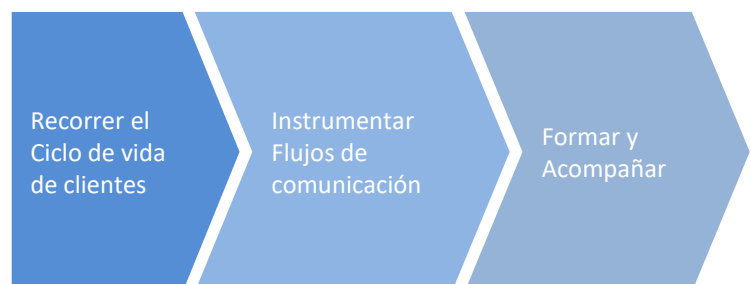 Recorrer el
Ciclo de vida
de clientes
Instrumentar
Flujos de
comunicación
Formar y
Acompañar